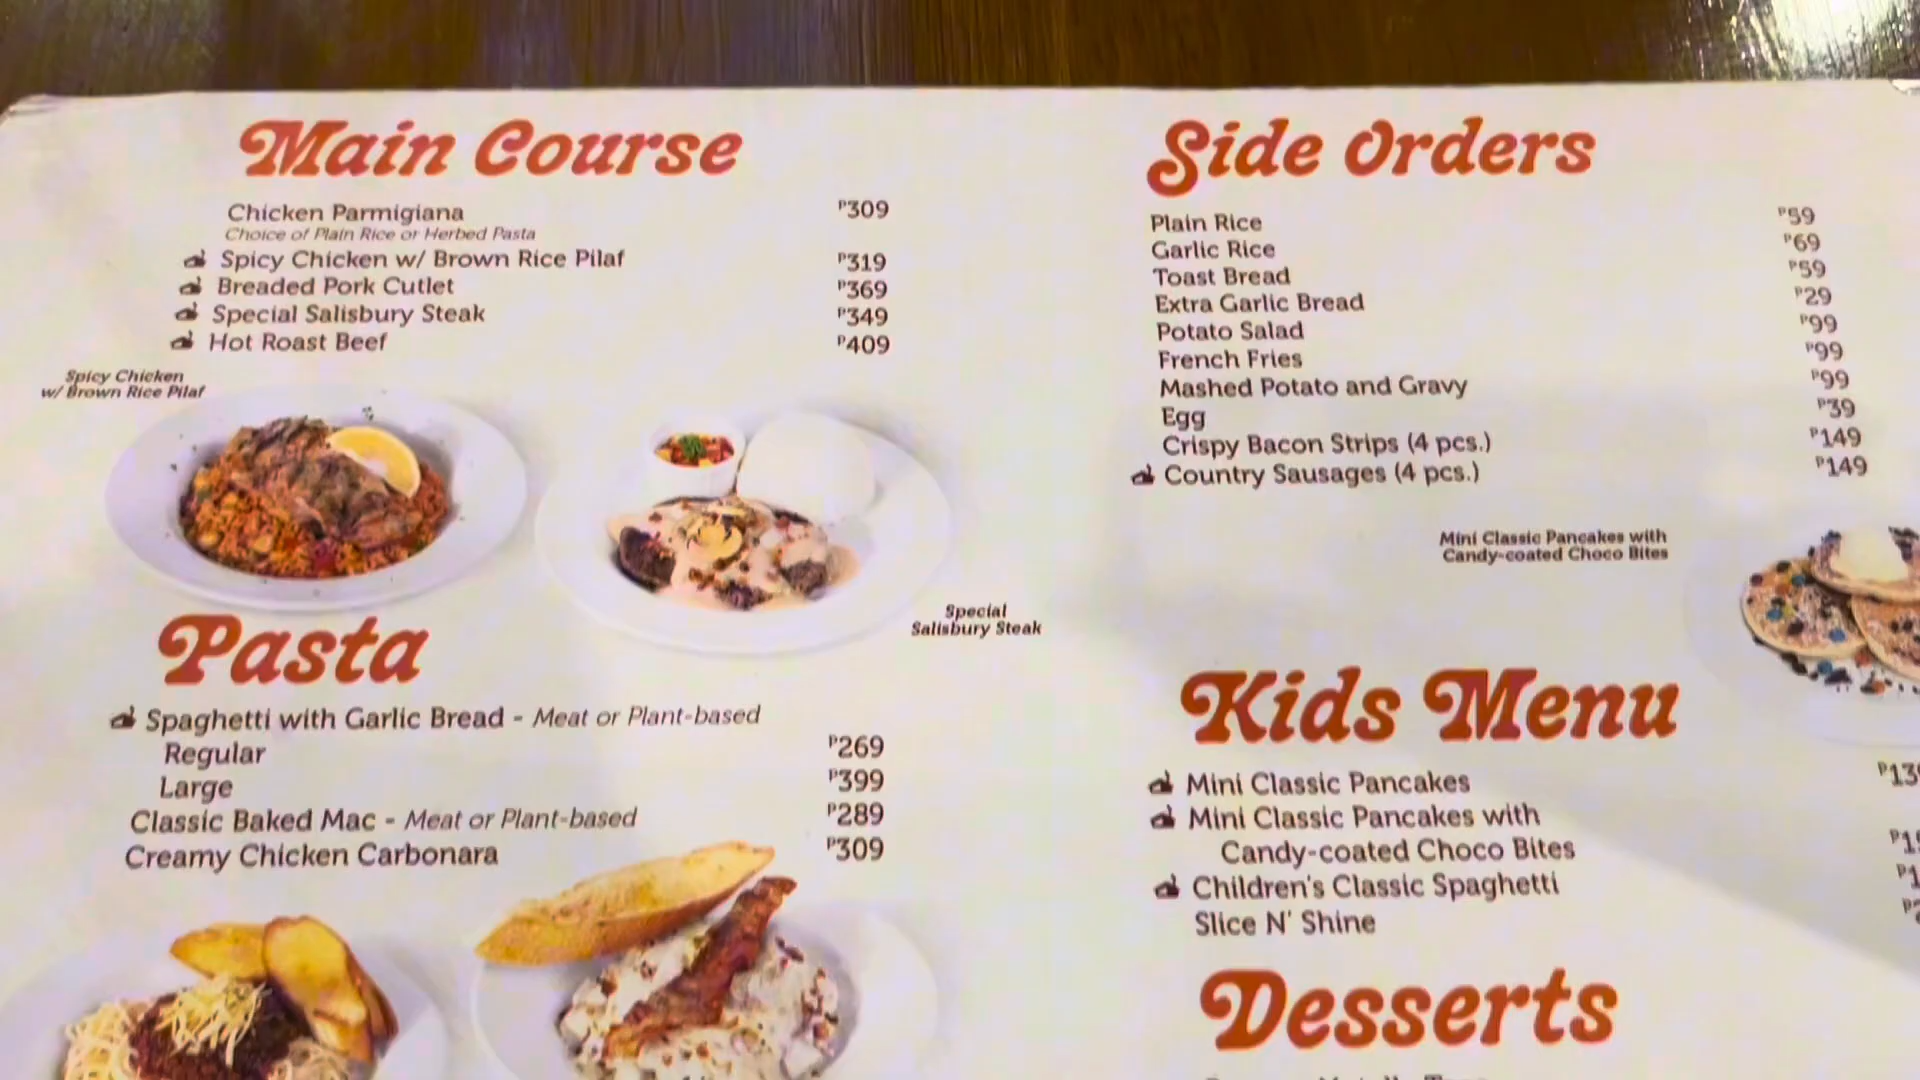 Main Course
Chicken Parmigiana ₱309
Choice of Plain Rice or Herbed Pasta
Spicy Chicken w/ Brown Rice Pilaf ₱319
Breaded Pork Cutlet ₱369
Special Salisbury Steak ₱349
Hot Roast Beef ₱409
Spicy Chicken
w/ Brown Rice Pilaf
Special
Salisbury Steak
Pasta
Spaghetti with Garlic Bread - Meat or Plant-based
Regular ₱269
Large ₱399
Classic Baked Mac - Meat or Plant-based ₱289
Creamy Chicken Carbonara ₱309
Side Orders
Plain Rice ₱59
Garlic Rice ₱69
Toast Bread ₱59
Extra Garlic Bread ₱29
Potato Salad ₱99
French Fries ₱99
Mashed Potato and Gravy ₱99
Egg ₱39
Crispy Bacon Strips (4 pcs.) ₱149
Country Sausages (4 pcs.) ₱149
Mini Classic Pancakes with
Candy-coated Choco Bites
Kids Menu
Mini Classic Pancakes
Mini Classic Pancakes with
Candy-coated Choco Bites
Children's Classic Spaghetti
Slice N' Shine
Desserts